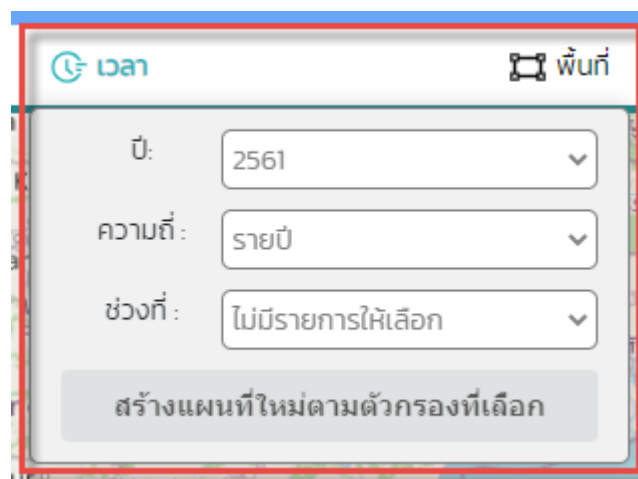 เวลา พื้นที่
ปี: 2561
ความถี่ : รายปี
ช่วงที่ : ไม่มีรายการให้เลือก
สร้างแผนที่ใหม่ตามตัวกรองที่เลือก